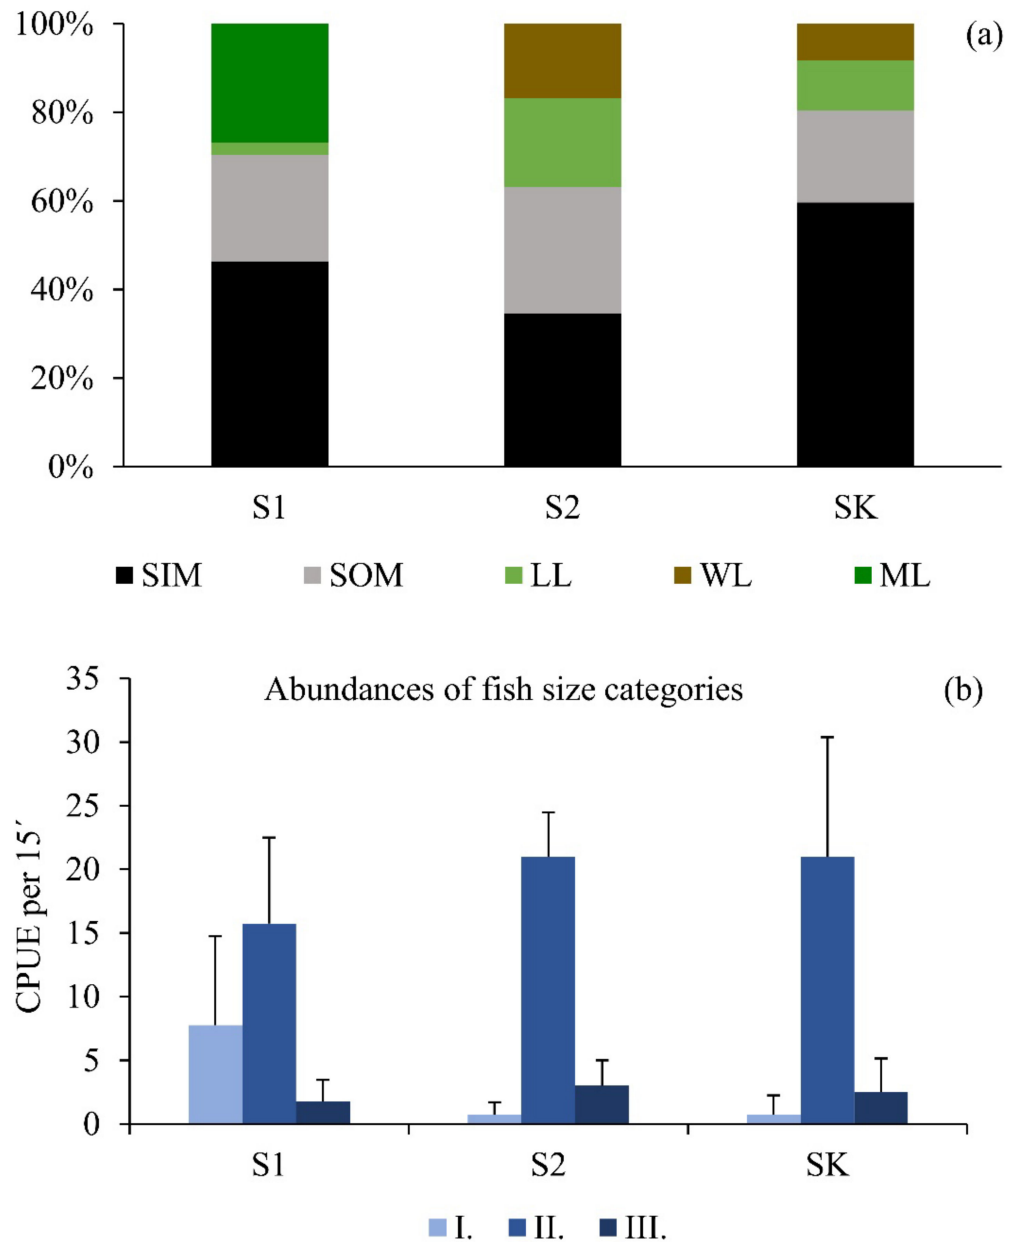 100%
(a)
80%
60%
40%
20%
0%
S1 S2 SK
SIM SOM LL WL ML
35
Abundances of fish size categories
(b)
30
25
20
15
10
5
0
CPUE per 15´
S1 S2 SK
I. II. III.